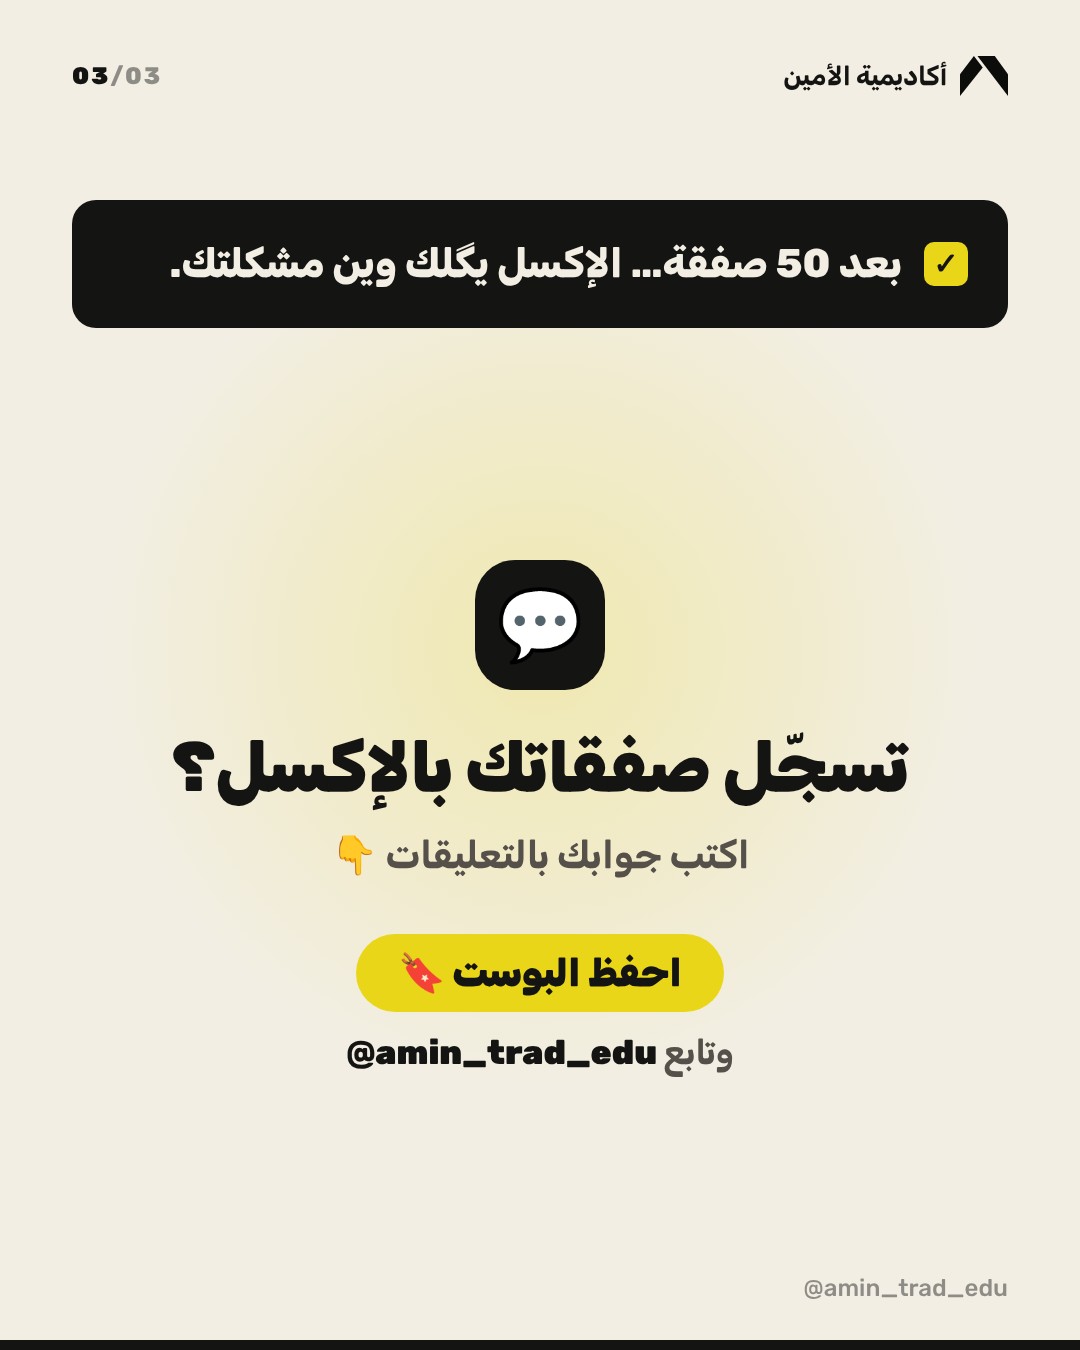 أكاديمية الأمين
03/03
✓ بعد 50 صفقة... الإكسل يگلك وين مشكلتك.
💬
تسجّل صفقاتك بالإكسل؟
اكتب جوابك بالتعليقات 👇
احفظ البوست 🔖
وتابع @amin_trad_edu
@amin_trad_edu